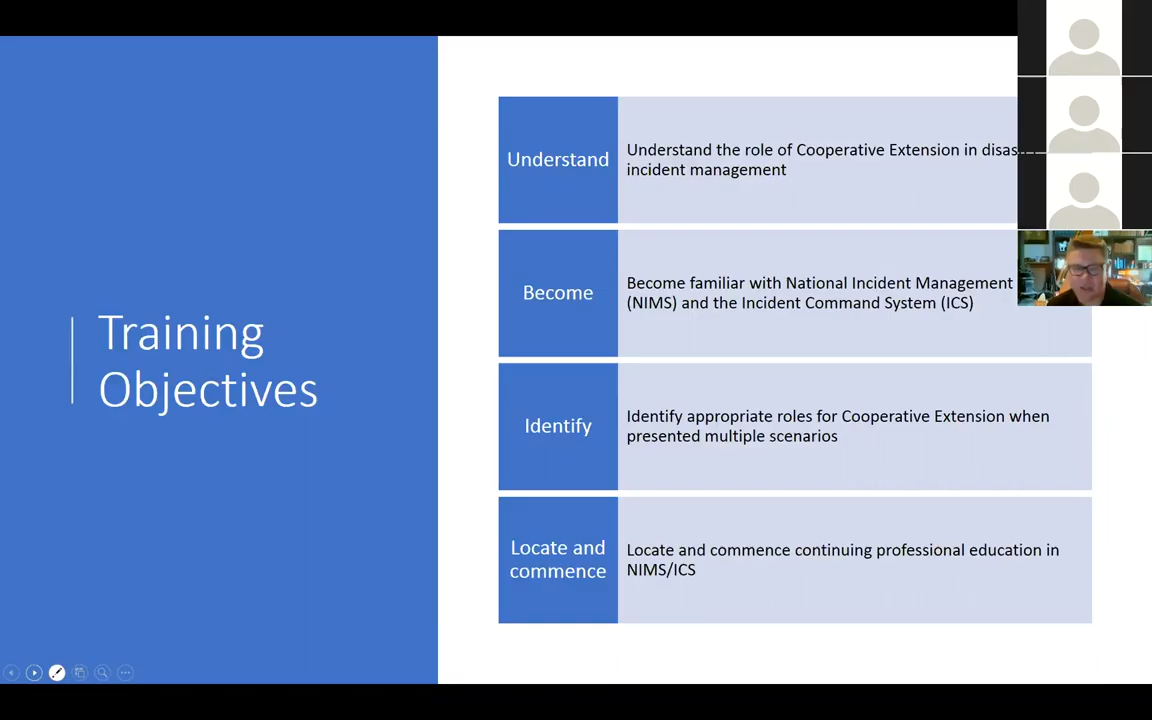 Training
Objectives
Understand
Understand the role of Cooperative Extension in
incident management
Become
Become familiar with National Incident Management
(NIMS) and the Incident Command System (ICS)
Identify
Identify appropriate roles for Cooperative Extension when
presented multiple scenarios
Locate and
commence
Locate and commence continuing professional education in
NIMS/ICS